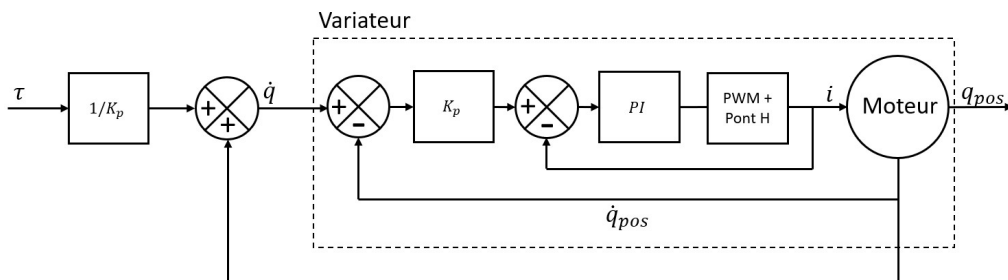 Variateur
τ
1/K_p
+
+
q̇
+
−
K_p
+
−
PI
PWM +
Pont H
i
Moteur
q_pos
q̇_pos